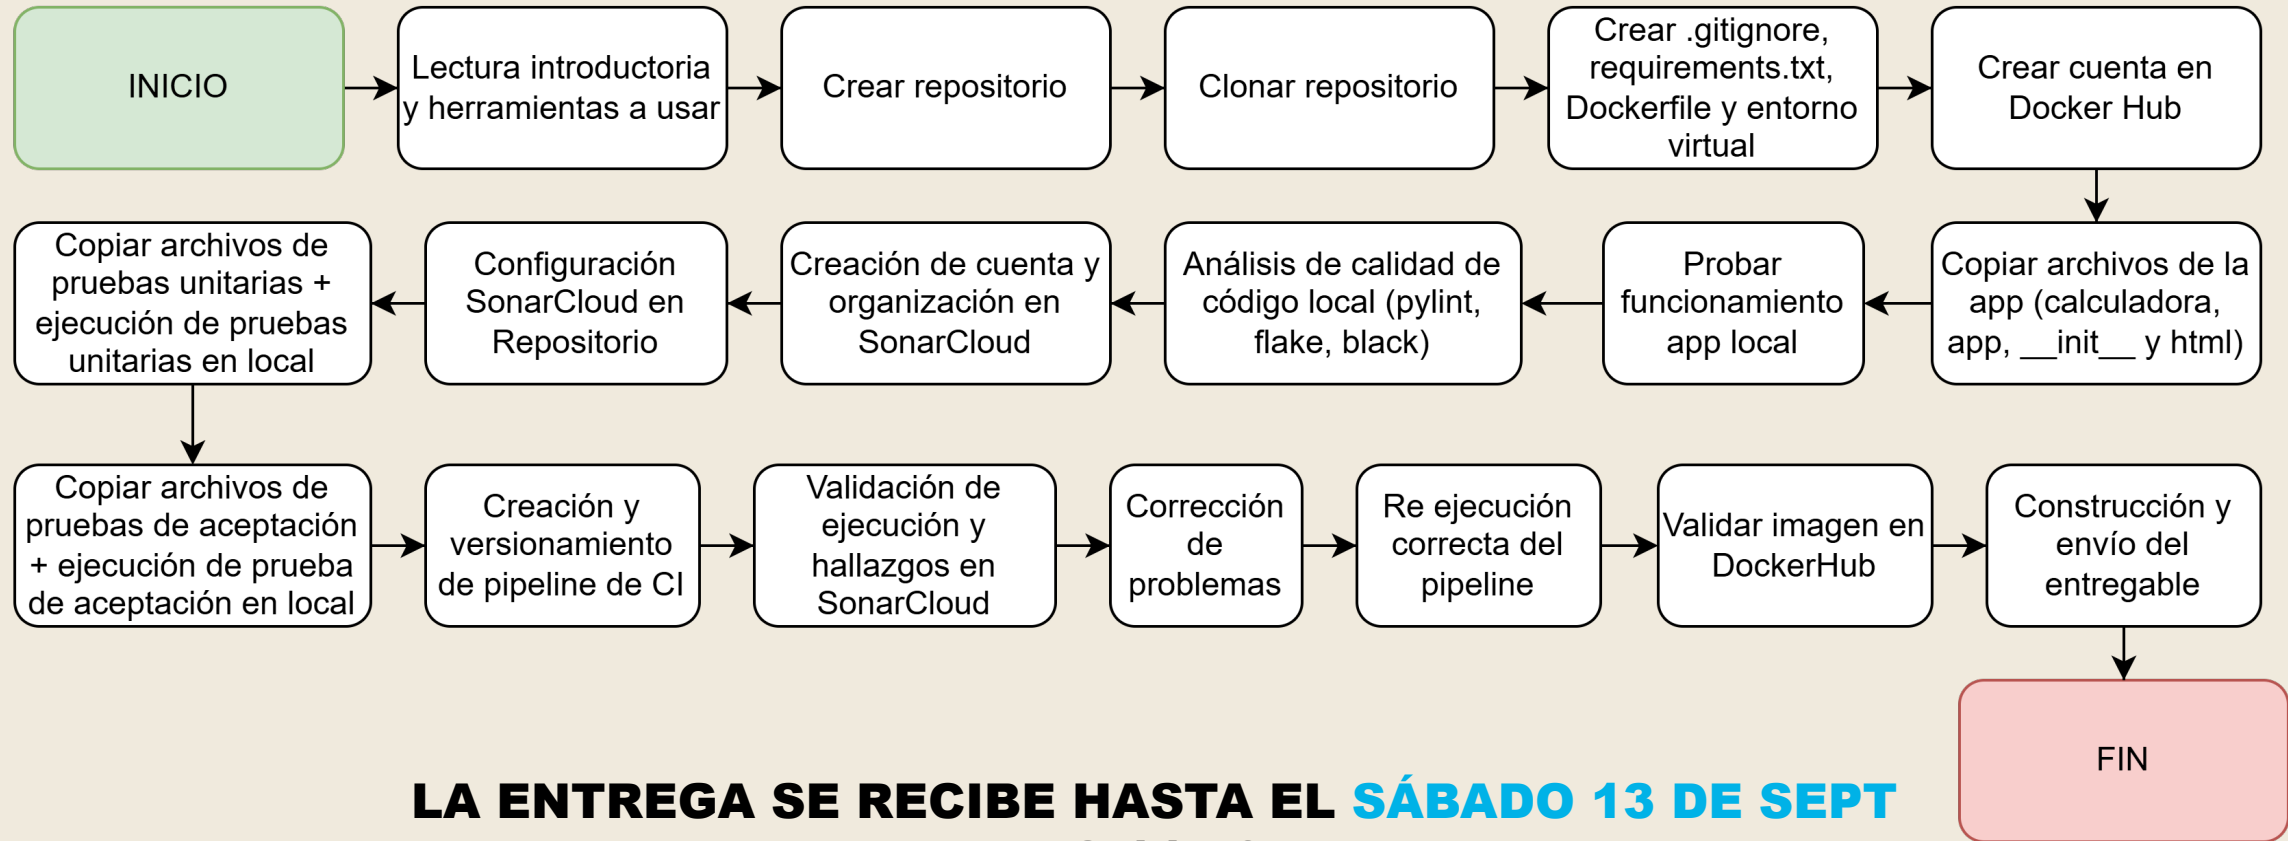 INICIO
Lectura introductoria
y herramientas a usar
Crear repositorio
Clonar repositorio
Crear .gitignore,
requirements.txt,
Dockerfile y entorno
virtual
Crear cuenta en
Docker Hub
Copiar archivos de la
app (calculadora,
app, __init__ y html)
Probar
funcionamiento
app local
Análisis de calidad de
código local (pylint,
flake, black)
Creación de cuenta y
organización en
SonarCloud
Configuración
SonarCloud en
Repositorio
Copiar archivos de
pruebas unitarias +
ejecución de pruebas
unitarias en local
Copiar archivos de
pruebas de aceptación
+ ejecución de prueba
de aceptación en local
Creación y
versionamiento
de pipeline de CI
Validación de
ejecución y
hallazgos en
SonarCloud
Corrección
de
problemas
Re ejecución
correcta del
pipeline
Validar imagen en
DockerHub
Construcción y
envío del
entregable
FIN
LA ENTREGA SE RECIBE HASTA EL SÁBADO 13 DE SEPT